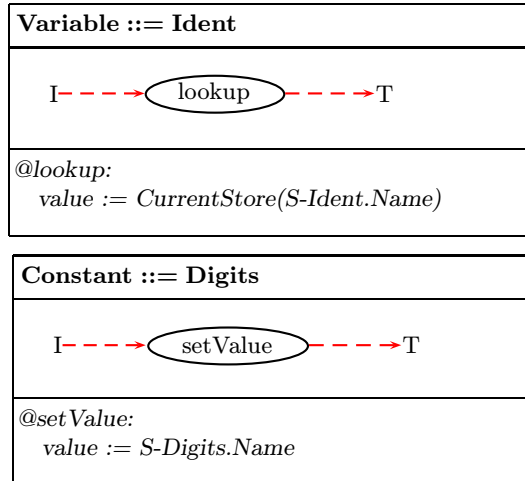 Variable ::= Ident
I lookup T
@lookup:
value := CurrentStore(S-Ident.Name)
Constant ::= Digits
I setValue T
@setValue:
value := S-Digits.Name